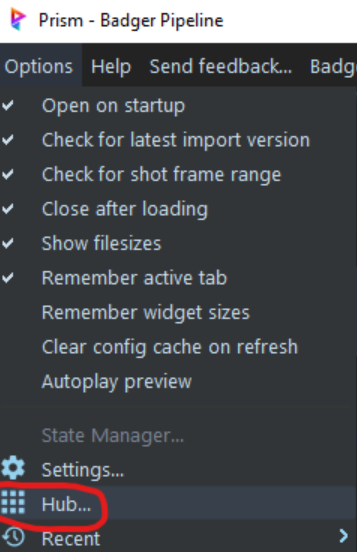 Prism - Badger Pipeline
Options Help Send feedback... Badg
Open on startup
Check for latest import version
Check for shot frame range
Close after loading
Show filesizes
Remember active tab
Remember widget sizes
Clear config cache on refresh
Autoplay preview
State Manager...
Settings...
Hub...
Recent